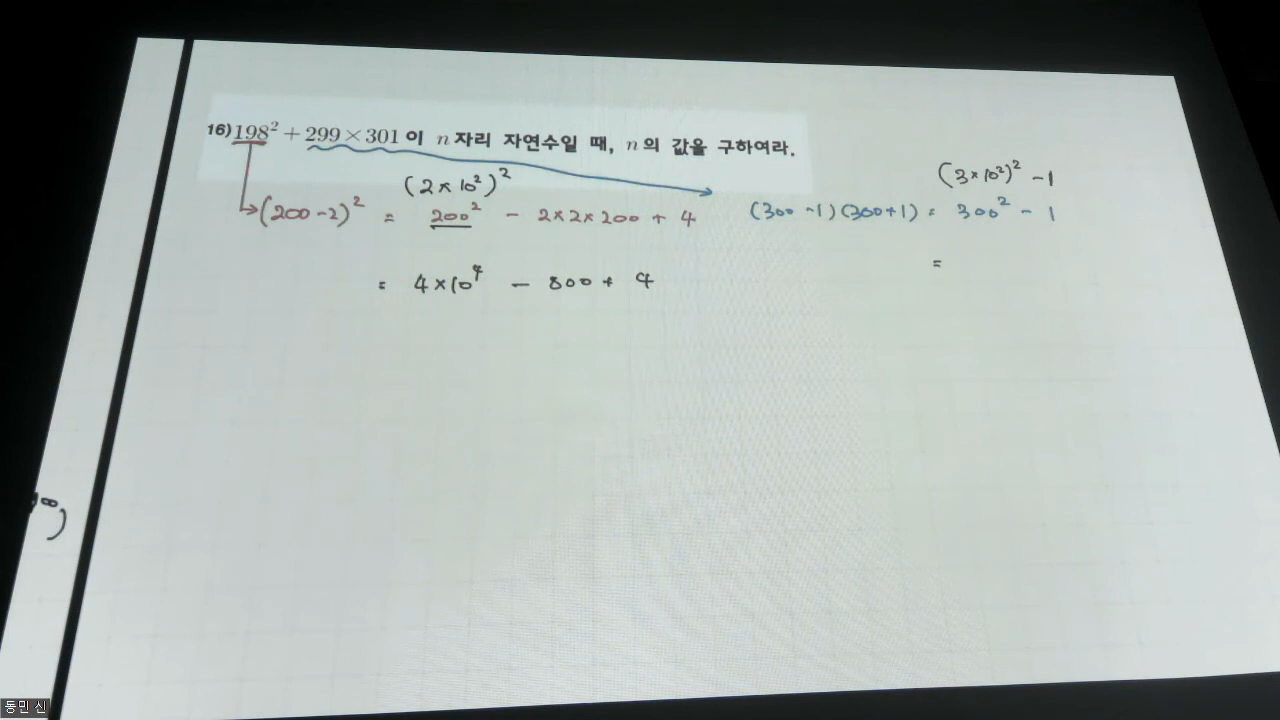 16) 198² + 299 × 301 이 n 자리 자연수일 때, n 의 값을 구하여라.
(2 × 10²)²
(3 × 10²)² - 1
(200 - 2)² = 200² - 2 × 2 × 200 + 4
(300 - 1)(300 + 1) = 300² - 1
= 4 × 10⁴ - 800 + 4
=
동민 신